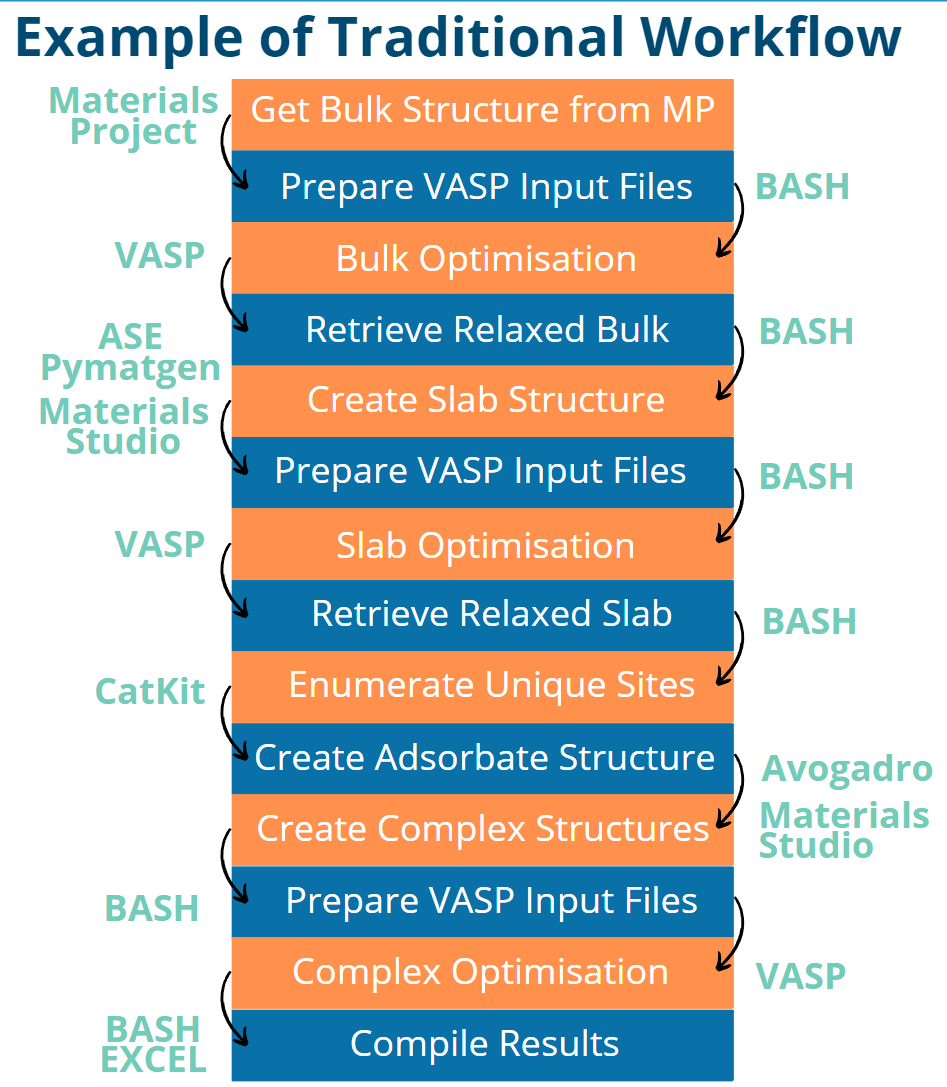 Example of Traditional Workflow
Materials
Project
Get Bulk Structure from MP
Prepare VASP Input Files
BASH
VASP
Bulk Optimisation
Retrieve Relaxed Bulk
BASH
ASE
Pymatgen
Materials
Studio
Create Slab Structure
Prepare VASP Input Files
BASH
VASP
Slab Optimisation
Retrieve Relaxed Slab
BASH
CatKit
Enumerate Unique Sites
Create Adsorbate Structure
Avogadro
Materials
Studio
Create Complex Structures
BASH
Prepare VASP Input Files
Complex Optimisation
VASP
BASH
EXCEL
Compile Results